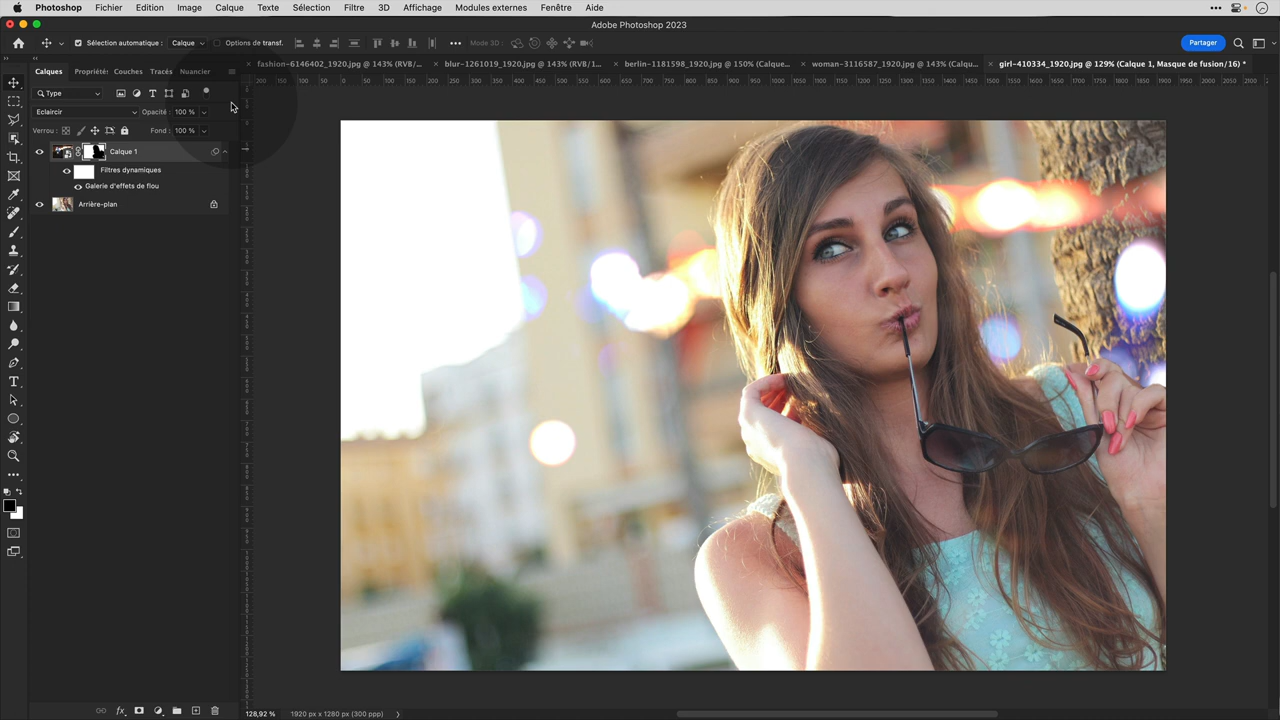 Photoshop Fichier Edition Image Calque Texte Sélection Filtre 3D Affichage Modules externes Fenêtre Aide
Adobe Photoshop 2023
Sélection automatique : Calque Options de transf. Mode 3D : Partager
Calques Propriétés Couches Tracés Nuancier
fashion-6146402_1920.jpg @ 143% (RVB/... blur-1261019_1920.jpg @ 143% (RVB/1... berlin-1181598_1920.jpg @ 150% (Calque... woman-3116587_1920.jpg @ 143% (Calque... girl-410334_1920.jpg @ 129% (Calque 1, Masque de fusion/16) *
Type
Eclaircir Opacité : 100 %
Verrou : Fond : 100 %
Calque 1
Filtres dynamiques
Galerie d'effets de flou
Arrière-plan
128,92 % 1920 px x 1280 px (300 ppp)